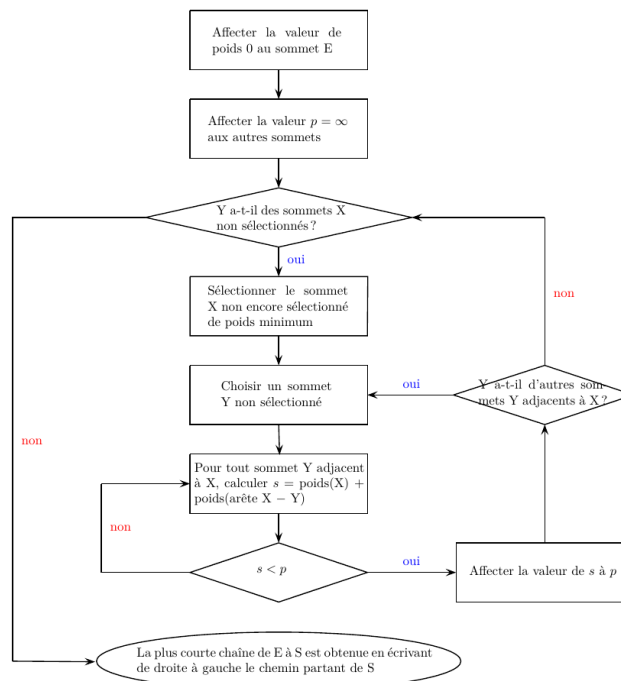 Affecter la valeur de
poids 0 au sommet E
Affecter la valeur p = ∞
aux autres sommets
Y a-t-il des sommets X
non sélectionnés ?
oui
Sélectionner le sommet
X non encore sélectionné
de poids minimum
non
Choisir un sommet
Y non sélectionné
oui
Y a-t-il d'autres som-
mets Y adjacents à X ?
non
Pour tout sommet Y adjacent
à X, calculer s = poids(X) +
poids(arête X − Y)
non
s < p
oui
Affecter la valeur de s à p
La plus courte chaîne de E à S est obtenue en écrivant
de droite à gauche le chemin partant de S